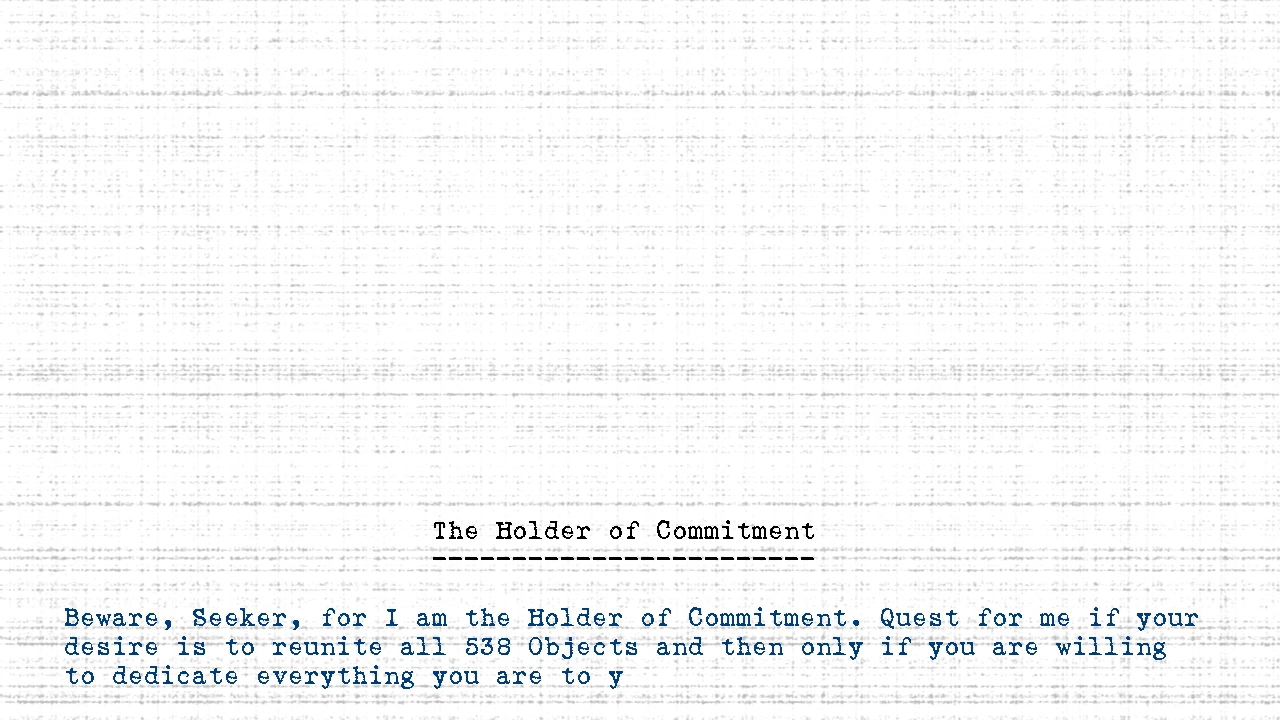 The Holder of Commitment
------------------------
Beware, Seeker, for I am the Holder of Commitment. Quest for me if your
desire is to reunite all 538 Objects and then only if you are willing
to dedicate everything you are to y